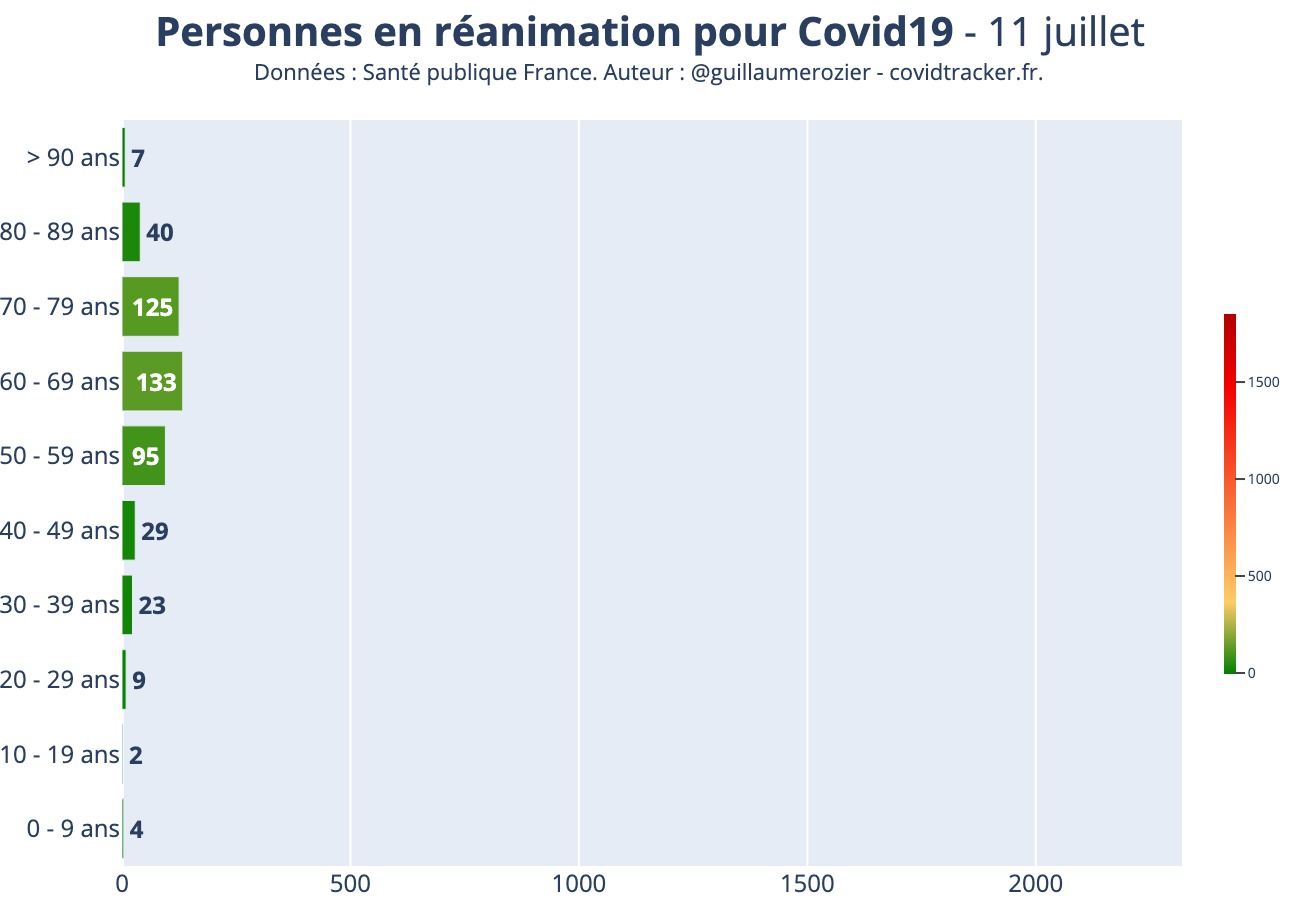 Personnes en réanimation pour Covid19 - 11 juillet
Données : Santé publique France. Auteur : @guillaumerozier - covidtracker.fr.
> 90 ans 7
80 - 89 ans 40
70 - 79 ans 125
60 - 69 ans 133
50 - 59 ans 95
40 - 49 ans 29
30 - 39 ans 23
20 - 29 ans 9
10 - 19 ans 2
0 - 9 ans 4
0 500 1000 1500 2000
1500
1000
500
0